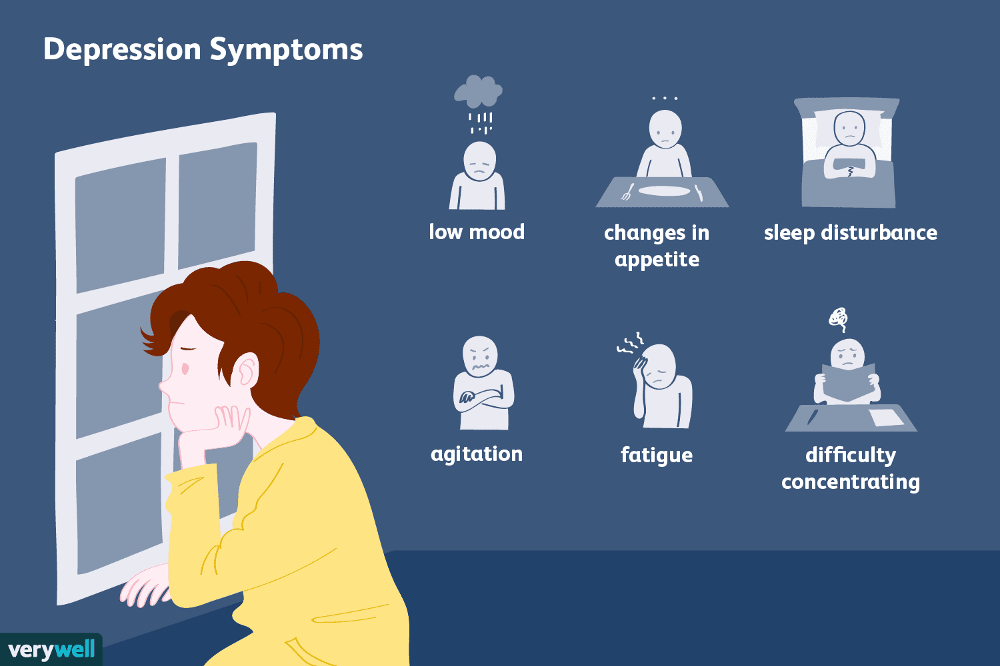 Depression Symptoms
low mood
changes in
appetite
sleep disturbance
agitation
fatigue
difficulty
concentrating
verywell